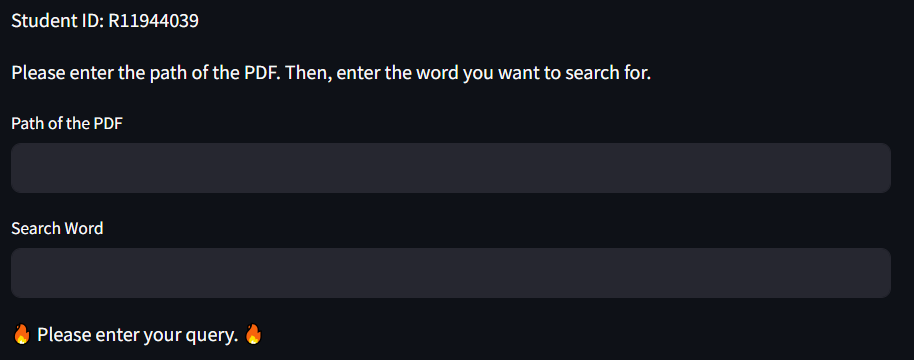 Student ID: R11944039
Please enter the path of the PDF. Then, enter the word you want to search for.
Path of the PDF
Search Word
🔥 Please enter your query. 🔥